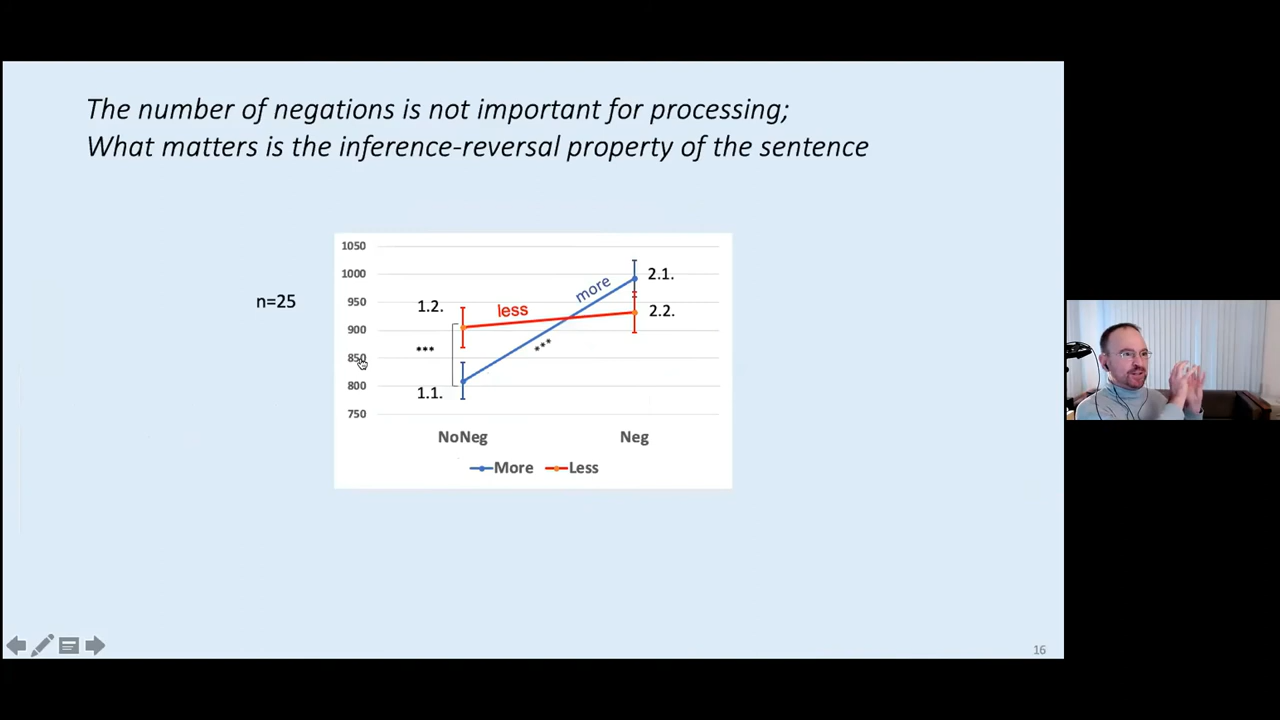 The number of negations is not important for processing;
What matters is the inference-reversal property of the sentence
n=25
1050
1000
950
900
850
800
750
1.2.
less
more
2.1.
2.2.
***
***
1.1.
NoNeg
Neg
More
Less
16